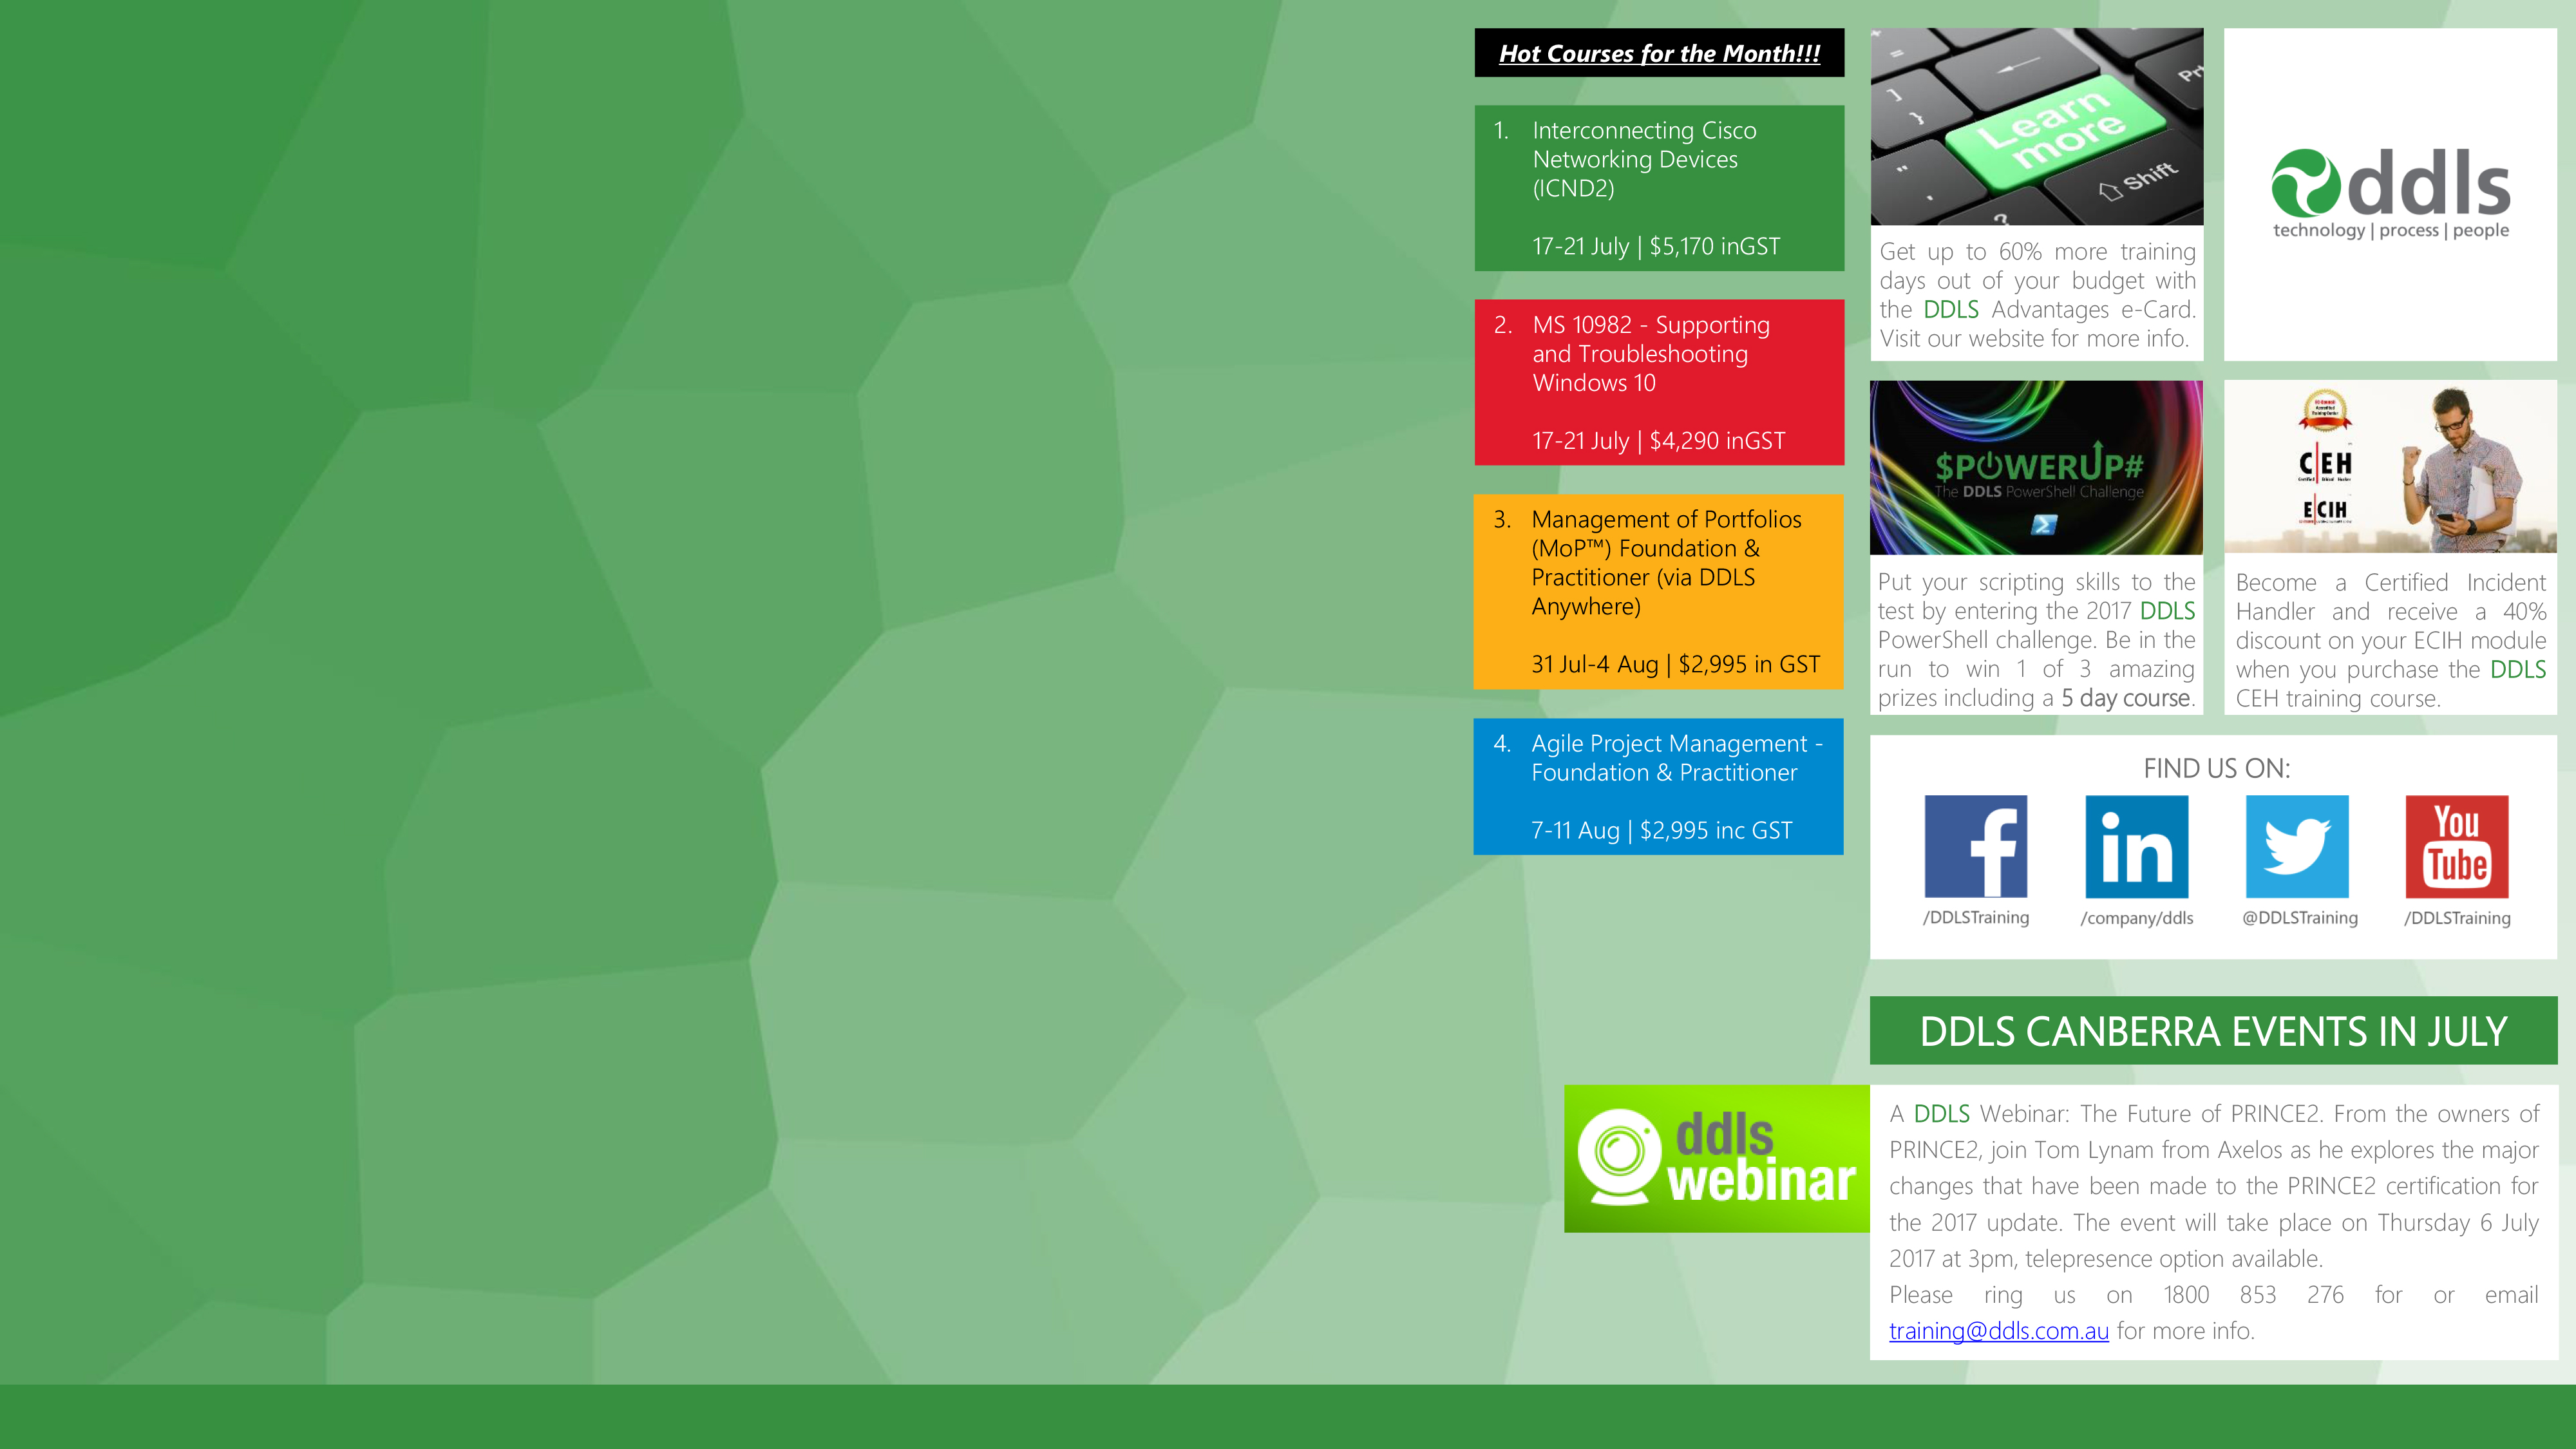 Hot Courses for the Month!!!
1. Interconnecting Cisco
Networking Devices
(ICND2)
17-21 July | $5,170 inGST
2. MS 10982 - Supporting
and Troubleshooting
Windows 10
17-21 July | $4,290 inGST
3. Management of Portfolios
(MoP™) Foundation &
Practitioner (via DDLS
Anywhere)
31 Jul-4 Aug | $2,995 in GST
4. Agile Project Management -
Foundation & Practitioner
7-11 Aug | $2,995 inc GST
Learn
more
Shift
Get up to 60% more training
days out of your budget with
the DDLS Advantages e-Card.
Visit our website for more info.
ddls
technology | process | people
$POWERUP#
The DDLS PowerShell Challenge
Put your scripting skills to the
test by entering the 2017 DDLS
PowerShell challenge. Be in the
run to win 1 of 3 amazing
prizes including a 5 day course.
C|EH
Certified Ethical Hacker
E|CIH
Become a Certified Incident
Handler and receive a 40%
discount on your ECIH module
when you purchase the DDLS
CEH training course.
FIND US ON:
f
in
You
Tube
/DDLSTraining
/company/ddls
@DDLSTraining
/DDLSTraining
DDLS CANBERRA EVENTS IN JULY
ddls
webinar
A DDLS Webinar: The Future of PRINCE2. From the owners of
PRINCE2, join Tom Lynam from Axelos as he explores the major
changes that have been made to the PRINCE2 certification for
the 2017 update. The event will take place on Thursday 6 July
2017 at 3pm, telepresence option available.
Please ring us on 1800 853 276 for or email
training@ddls.com.au for more info.